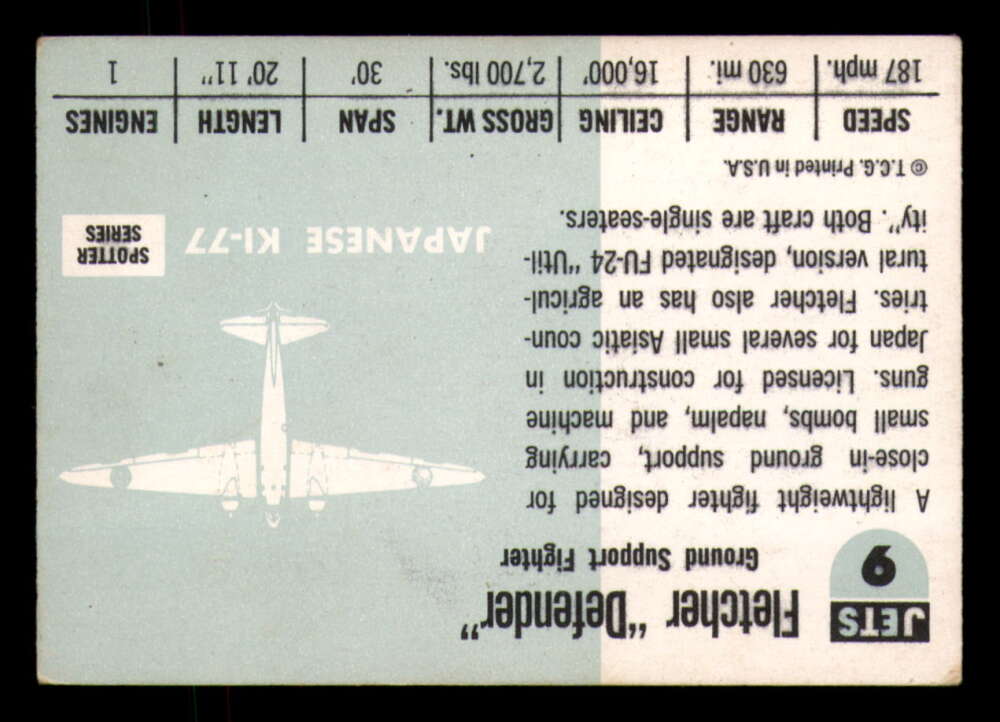 JETS
6
Fletcher "Defender"
Ground Support Fighter
A lightweight fighter designed for
close-in ground support, carrying
small bombs, napalm, and machine
guns. Licensed for construction in
Japan for several small Asiatic coun-
tries. Fletcher also has an agricul-
tural version, designated FU-24 "Util-
ity". Both craft are single-seaters.
© T.C.G. Printed in U.S.A.
JAPANESE KI-77
SPOTTER
SERIES
SPEED RANGE CEILING GROSS WT. SPAN LENGTH ENGINES
187 mph. 630 mi. 16,000' 2,700 lbs. 30' 20' 11" 1